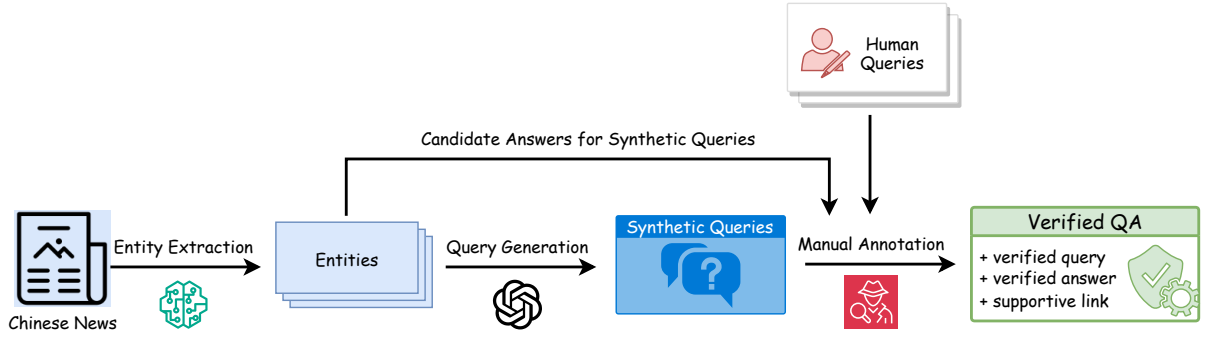 Human
Queries
Candidate Answers for Synthetic Queries
Chinese News
Entity Extraction
Entities
Query Generation
Synthetic Queries
?
Manual Annotation
Verified QA
+ verified query
+ verified answer
+ supportive link